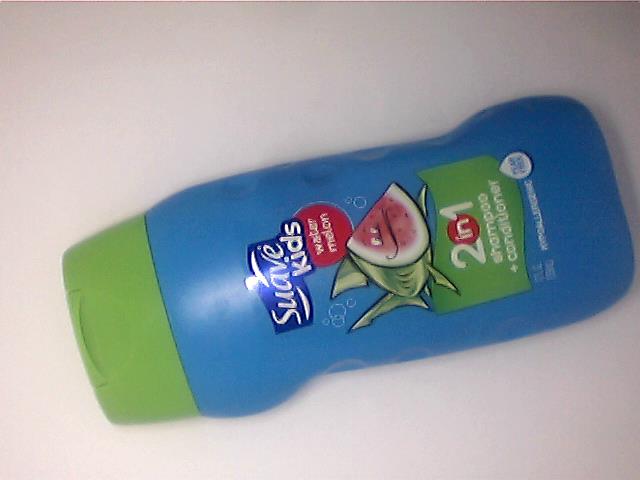 Suave
kids
water
melon
2in1
shampoo
+ conditioner
HYPOALLERGENIC